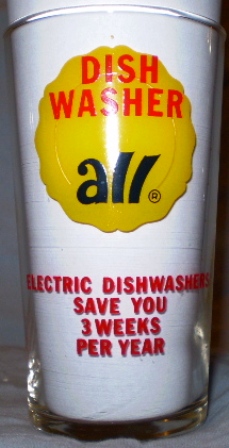 DISH
WASHER
all®
ELECTRIC DISHWASHERS
SAVE YOU
3 WEEKS
PER YEAR